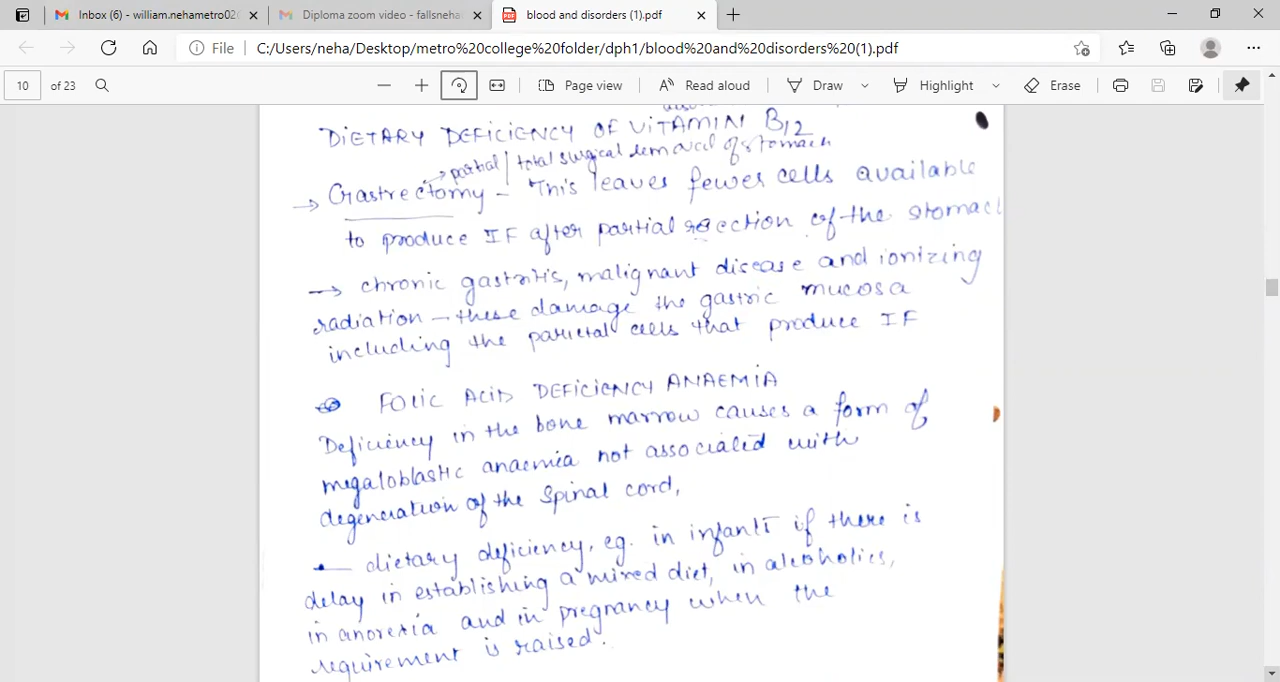 Inbox (6) - william.nehametro02
Diploma zoom video - fallsneha
blood and disorders (1).pdf
File
C:/Users/neha/Desktop/metro%20college%20folder/dph1/blood%20and%20disorders%20(1).pdf
10 of 23
Page view
Read aloud
Draw
Highlight
Erase
DIETARY DEFICIENCY OF VITAMIN B12
partial | total surgical removal of stomach
→ Gastrectomy - This leaves fewer cells available
to produce IF after partial resection of the stomach
→ chronic gastritis, malignant disease and ionizing
radiation - these damage the gastric mucosa
including the parietal cells that produce IF
FOLIC ACID DEFICIENCY ANAEMIA
Deficiency in the bone marrow causes a form of
megaloblastic anaemia not associated with
degeneration of the spinal cord,
dietary deficiency, eg. in infants if there is
delay in establishing a mixed diet, in alcoholics,
in anorexia and in pregnancy when the
requirement is raised.